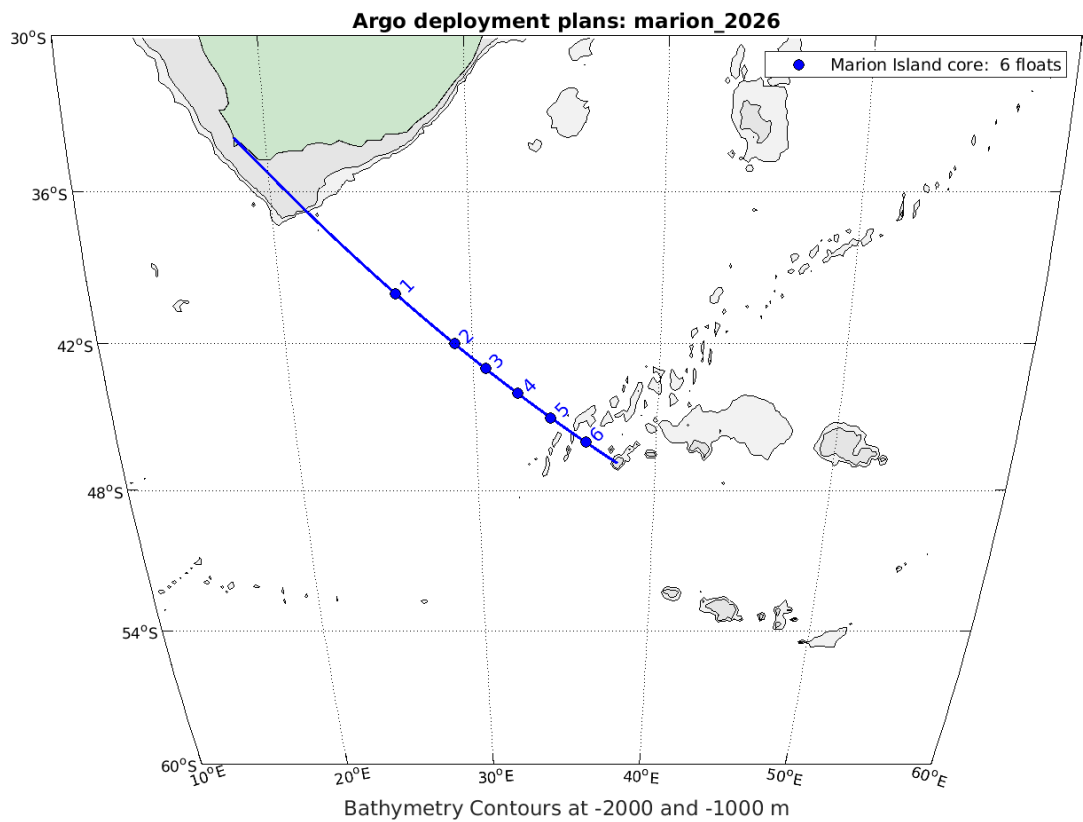 Argo deployment plans: marion_2026
30°S
Marion Island core: 6 floats
36°S
1
42°S
2
3
4
5
6
48°S
54°S
60°S
10°E 20°E 30°E 40°E 50°E 60°E
Bathymetry Contours at -2000 and -1000 m